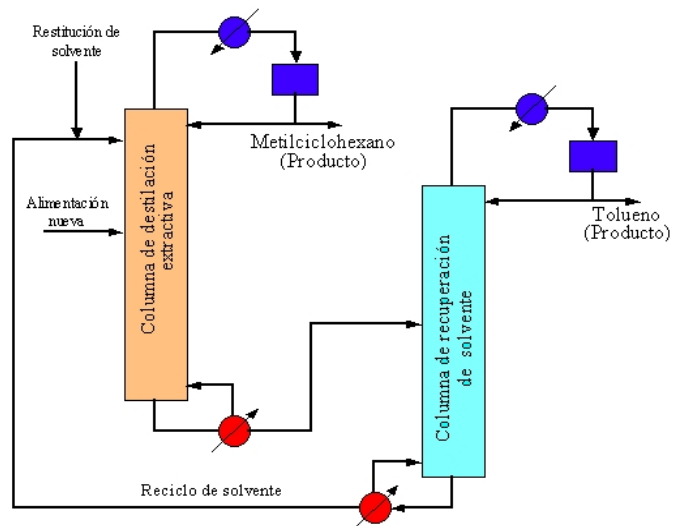 Restitución de
solvente
Metilciclohexano
(Producto)
Alimentación
nueva
Columna de destilación
extractiva
Tolueno
(Producto)
Columna de recuperación
de solvente
Reciclo de solvente